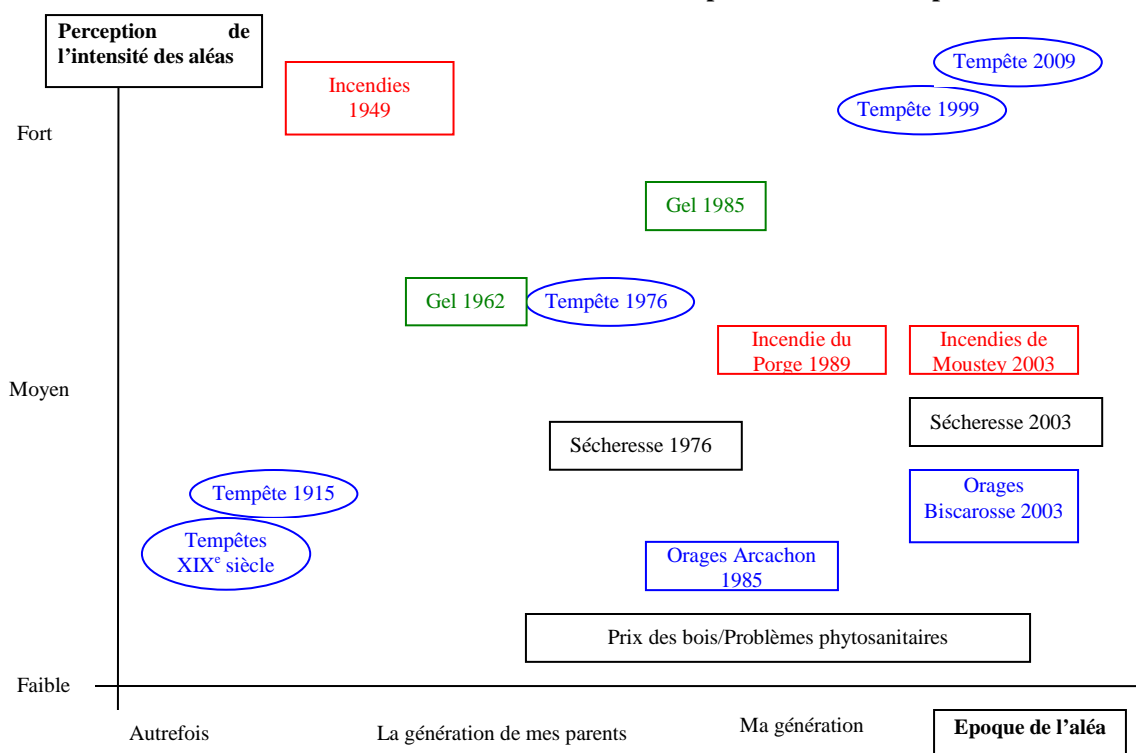 Perception de
l'intensité des aléas
Tempête 2009
Incendies
1949
Tempête 1999
Fort
Gel 1985
Gel 1962
Tempête 1976
Incendie du
Porge 1989
Incendies de
Moustey 2003
Moyen
Sécheresse 2003
Sécheresse 1976
Tempête 1915
Orages
Biscarosse 2003
Tempêtes
XIXe siècle
Orages Arcachon
1985
Prix des bois/Problèmes phytosanitaires
Faible
Autrefois
La génération de mes parents
Ma génération
Epoque de l'aléa